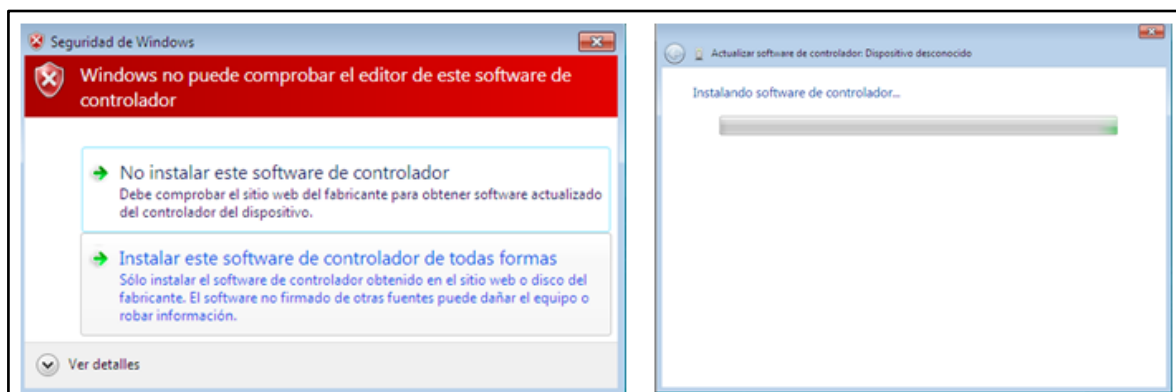 Seguridad de Windows
Windows no puede comprobar el editor de este software de
controlador
No instalar este software de controlador
Debe comprobar el sitio web del fabricante para obtener software actualizado
del controlador del dispositivo.
Instalar este software de controlador de todas formas
Sólo instalar el software de controlador obtenido en el sitio web o disco del
fabricante. El software no firmado de otras fuentes puede dañar el equipo o
robar información.
Ver detalles
Actualizar software de controlador: Dispositivo desconocido
Instalando software de controlador...